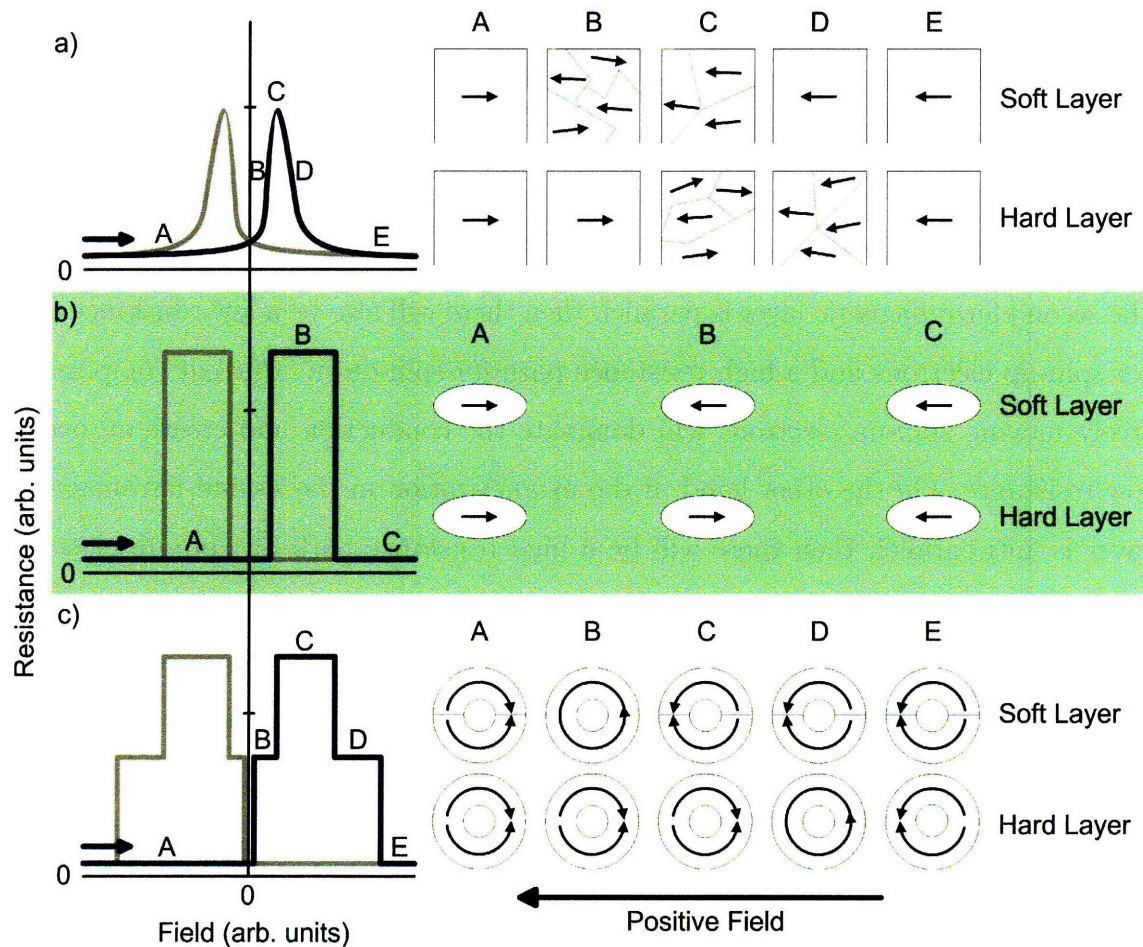 a)
A B C D E
C
B D
A E
0
Soft Layer
Hard Layer
b)
A B C
B
A C
0
Soft Layer
Hard Layer
c)
A B C D E
C
B D
A E
0
0
Soft Layer
Hard Layer
Resistance (arb. units)
Field (arb. units)
Positive Field